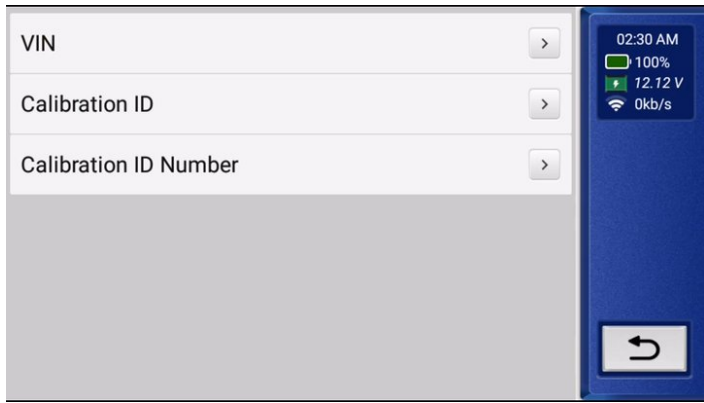 VIN
Calibration ID
Calibration ID Number
02:30 AM
100%
12.12 V
0kb/s